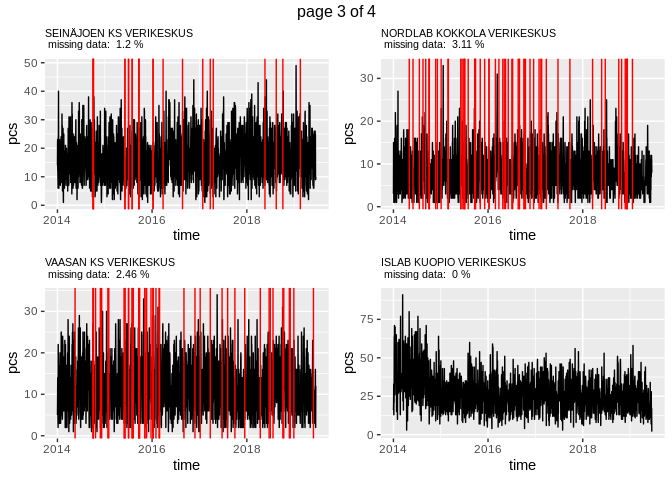 page 3 of 4
SEINÄJOEN KS VERIKESKUS
missing data: 1.2 %
50
40
30
20
10
0
pcs
2014 2016 2018
time
NORDLAB KOKKOLA VERIKESKUS
missing data: 3.11 %
30
20
10
0
pcs
2014 2016 2018
time
VAASAN KS VERIKESKUS
missing data: 2.46 %
30
20
10
0
pcs
2014 2016 2018
time
ISLAB KUOPIO VERIKESKUS
missing data: 0 %
75
50
25
0
pcs
2014 2016 2018
time